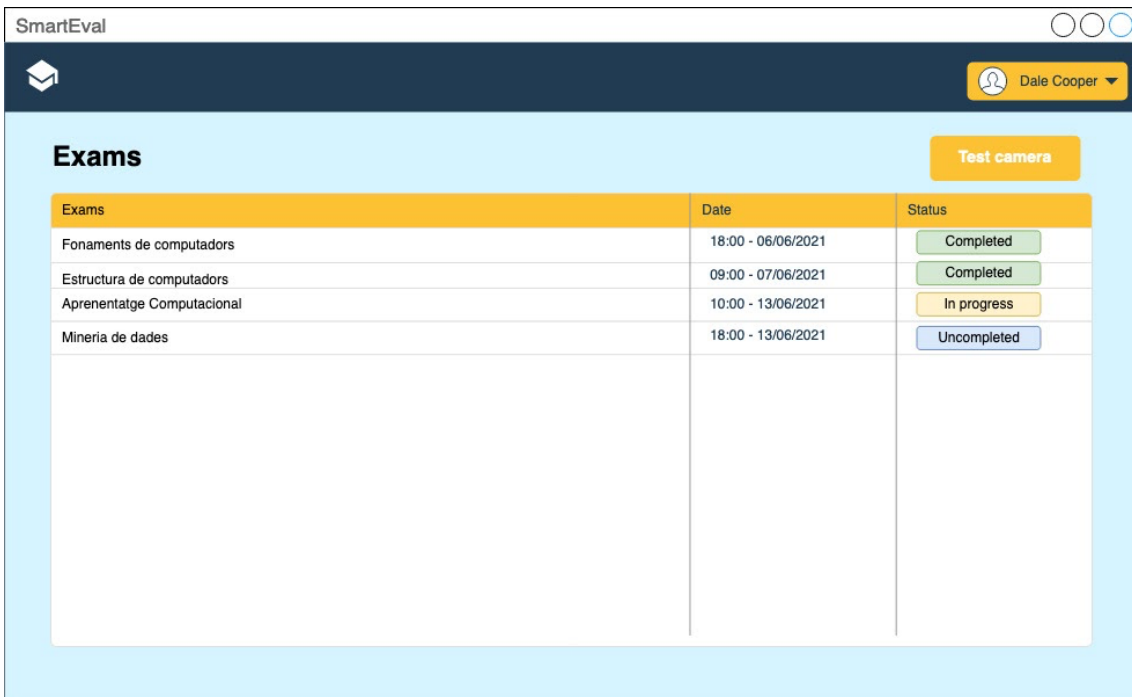 SmartEval
Dale Cooper
Exams
Test camera
Exams Date Status
Fonaments de computadors 18:00 - 06/06/2021 Completed
Estructura de computadors 09:00 - 07/06/2021 Completed
Aprenentatge Computacional 10:00 - 13/06/2021 In progress
Mineria de dades 18:00 - 13/06/2021 Uncompleted